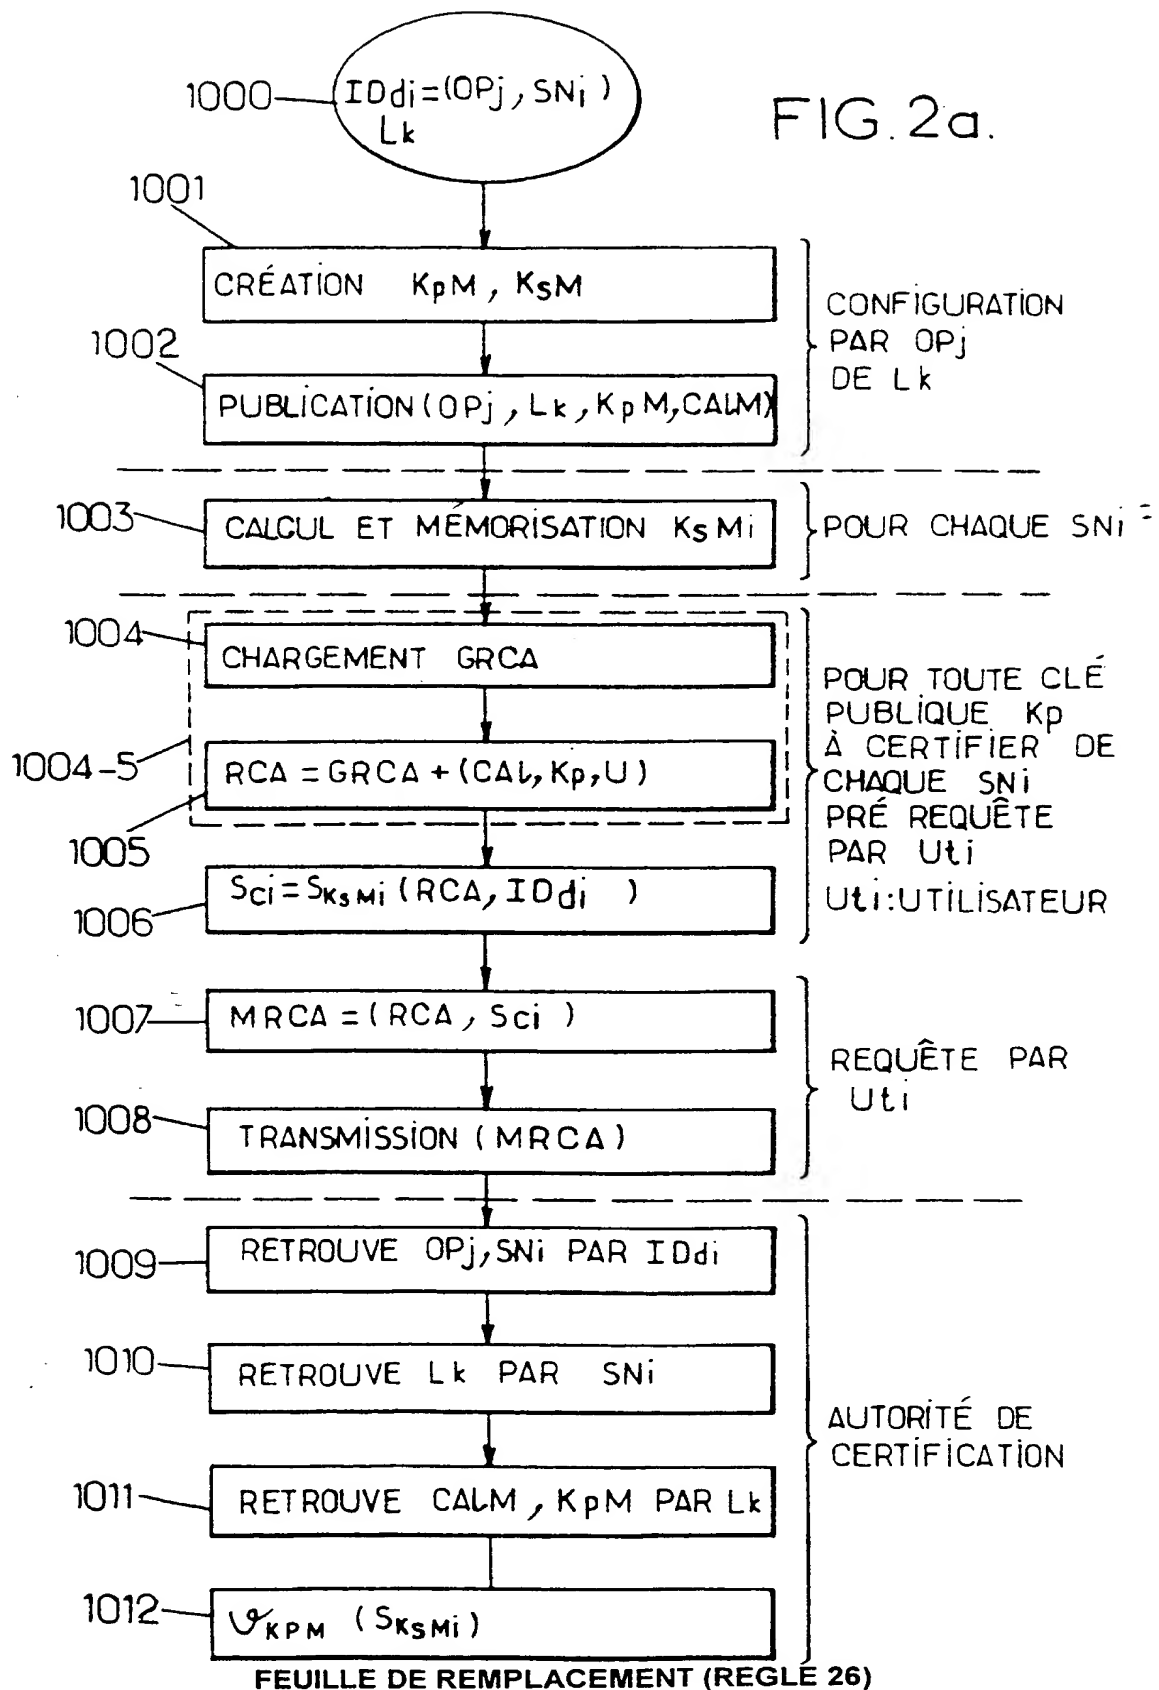 FIG. 2a.
1000
IDdi=(OPj, SNi)
Lk
1001
CRÉATION KpM, KsM
1002
PUBLICATION (OPj, Lk, KpM, CALM)
CONFIGURATION
PAR OPj
DE Lk
1003
CALCUL ET MÉMORISATION KsMi
POUR CHAQUE SNi
1004
CHARGEMENT GRCA
1004-5
RCA = GRCA + (CAL, Kp, U)
1005
Sci = SKsMi (RCA, IDdi )
1006
POUR TOUTE CLÉ
PUBLIQUE Kp
À CERTIFIER DE
CHAQUE SNi
PRÉ REQUÊTE
PAR Uti
Uti:UTILISATEUR
1007
MRCA = (RCA, Sci )
1008
TRANSMISSION (MRCA)
REQUÊTE PAR
Uti
1009
RETROUVE OPj, SNi PAR IDdi
1010
RETROUVE Lk PAR SNi
1011
RETROUVE CALM, KpM PAR Lk
1012
𝒱KPM (SKsMi)
AUTORITÉ DE
CERTIFICATION
FEUILLE DE REMPLACEMENT (REGLE 26)